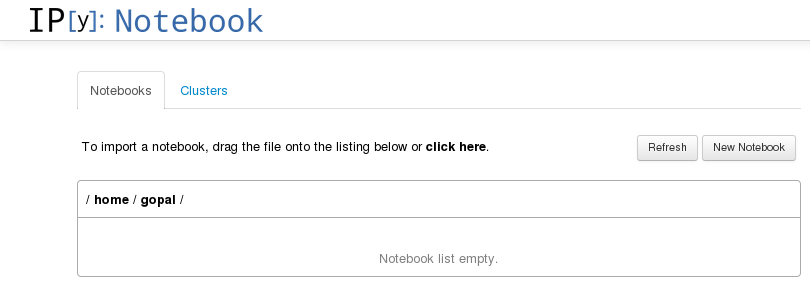 IP[y]: Notebook
Notebooks Clusters
To import a notebook, drag the file onto the listing below or click here. Refresh New Notebook
/ home / gopal /
Notebook list empty.